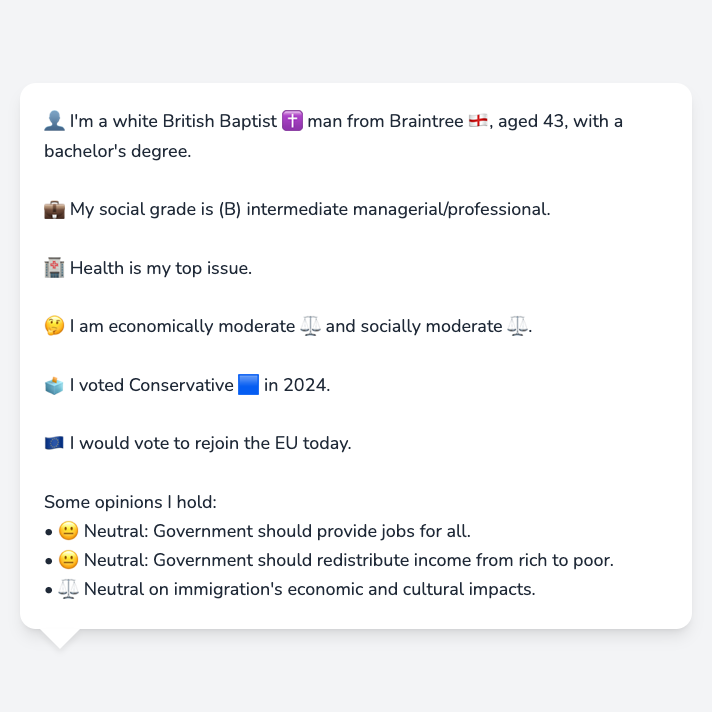 👤 I'm a white British Baptist ✝️ man from Braintree 🏴󠁧󠁢󠁥󠁮󠁧󠁿, aged 43, with a
bachelor's degree.
💼 My social grade is (B) intermediate managerial/professional.
🏥 Health is my top issue.
🤔 I am economically moderate ⚖️ and socially moderate ⚖️.
🗳️ I voted Conservative 🟦 in 2024.
🇪🇺 I would vote to rejoin the EU today.
Some opinions I hold:
• 😐 Neutral: Government should provide jobs for all.
• 😐 Neutral: Government should redistribute income from rich to poor.
• ⚖️ Neutral on immigration's economic and cultural impacts.